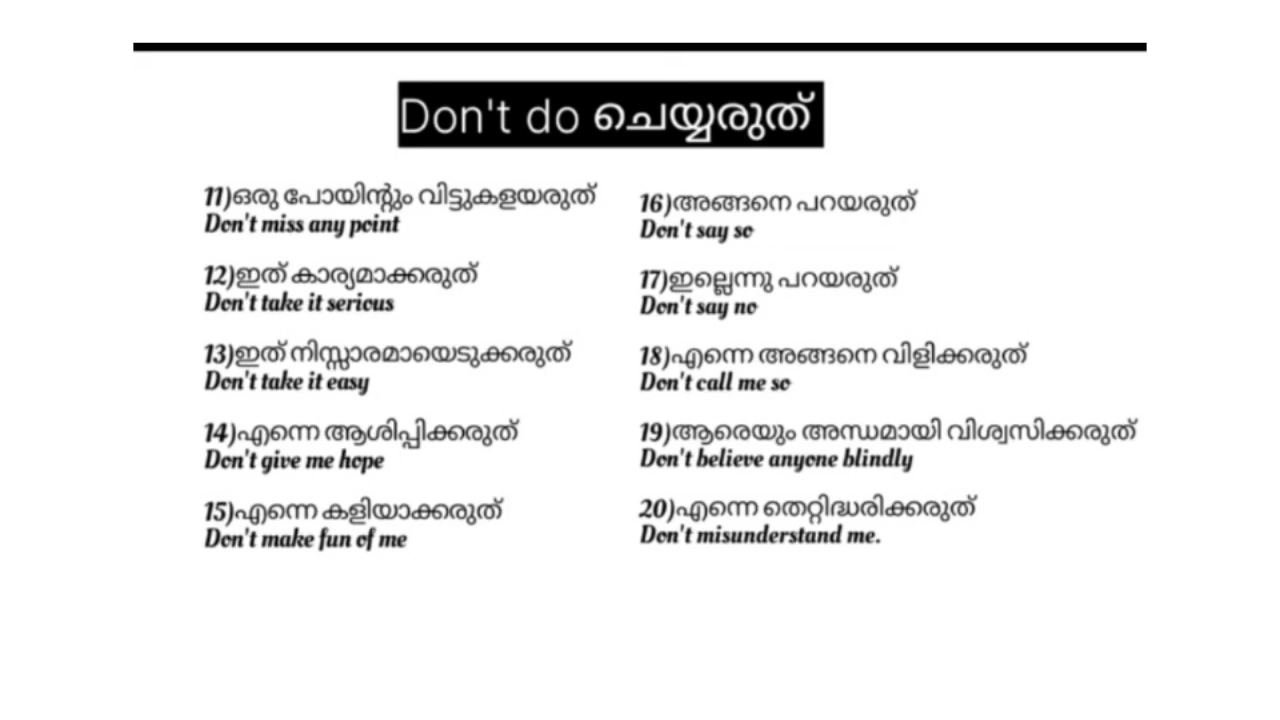 Don't do ചെയ്യരുത്
11)ഒരു പോയിന്റും വിട്ടുകളയരുത്
Don't miss any point
12)ഇത് കാര്യമാക്കരുത്
Don't take it serious
13)ഇത് നിസ്സാരമായെടുക്കരുത്
Don't take it easy
14)എന്നെ ആശിപ്പിക്കരുത്
Don't give me hope
15)എന്നെ കളിയാക്കരുത്
Don't make fun of me
16)അങ്ങനെ പറയരുത്
Don't say so
17)ഇല്ലെന്നു പറയരുത്
Don't say no
18)എന്നെ അങ്ങനെ വിളിക്കരുത്
Don't call me so
19)ആരെയും അന്ധമായി വിശ്വസിക്കരുത്
Don't believe anyone blindly
20)എന്നെ തെറ്റിദ്ധരിക്കരുത്
Don't misunderstand me.